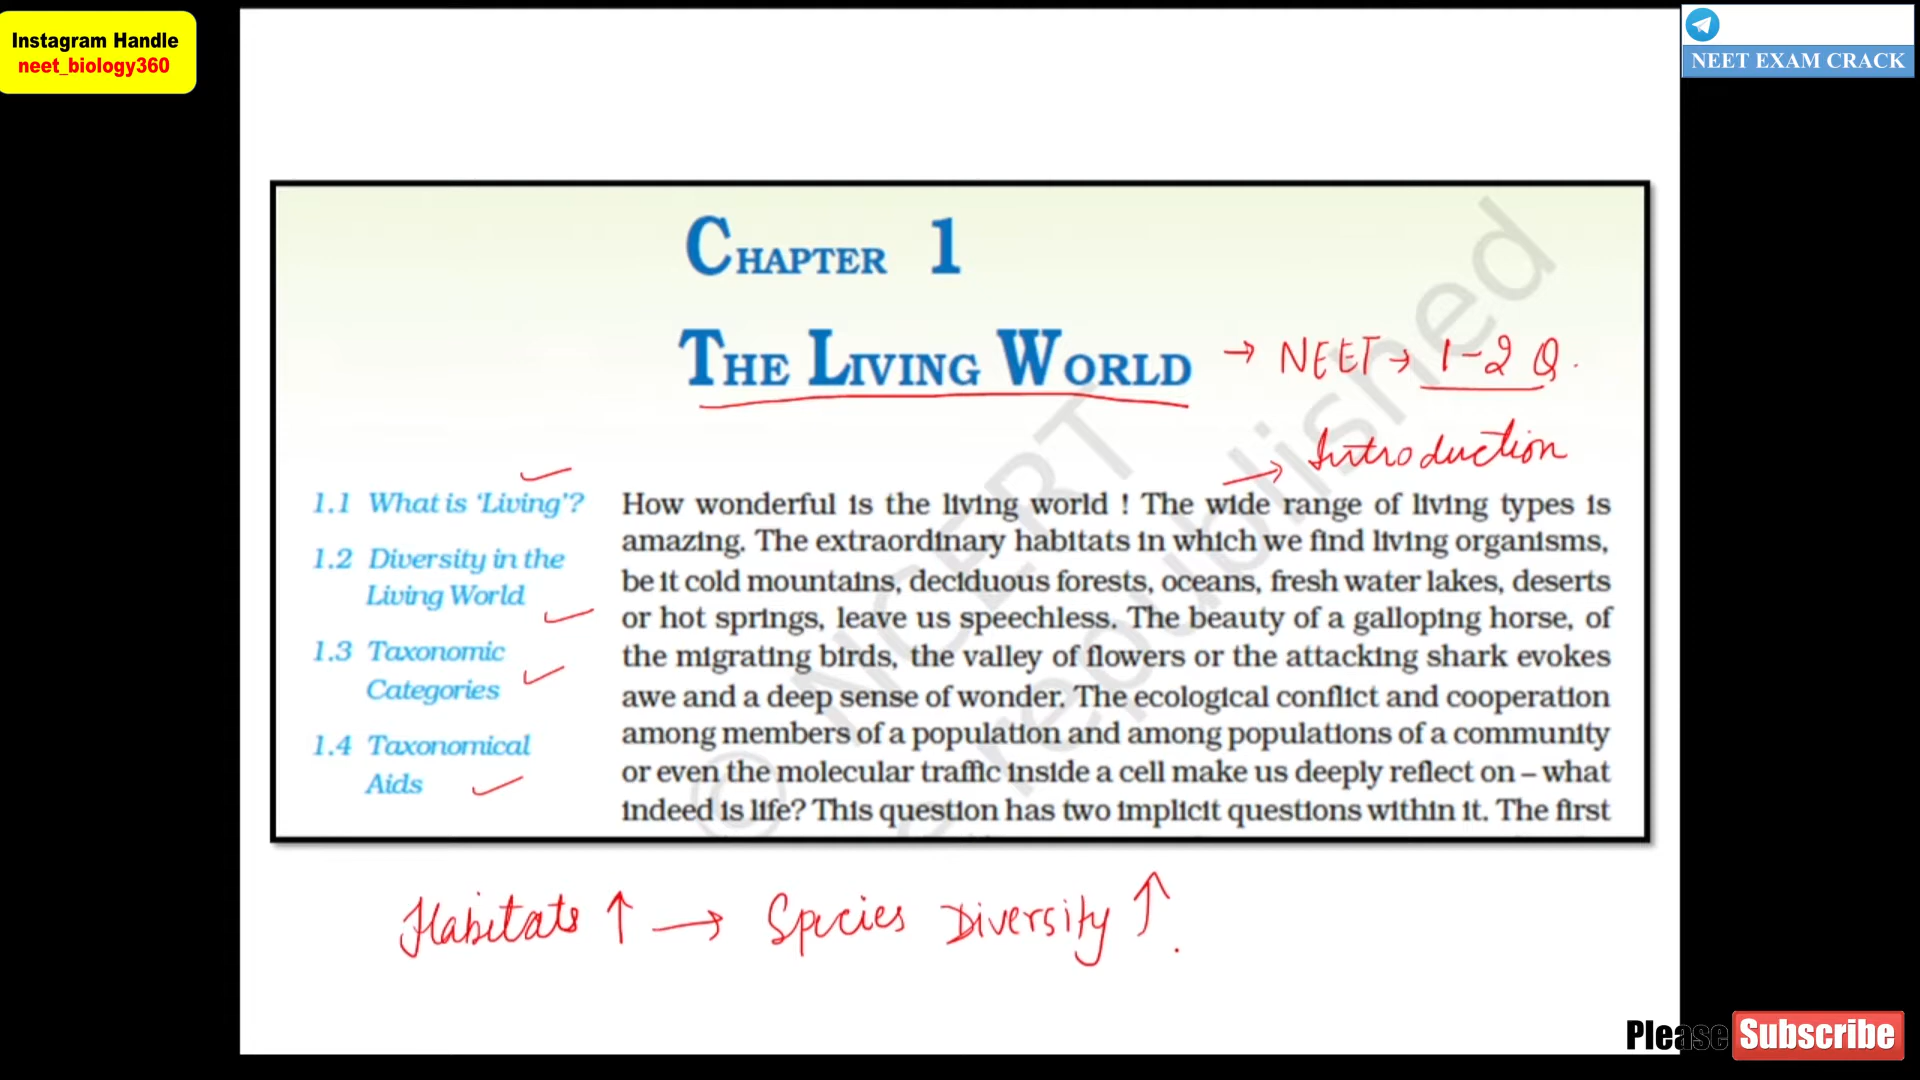 Instagram Handle
neet_biology360
NEET EXAM CRACK
CHAPTER 1
THE LIVING WORLD → NEET → 1-2 Q.
→ Introduction
1.1 What is 'Living'?
1.2 Diversity in the
Living World
1.3 Taxonomic
Categories
1.4 Taxonomical
Aids
How wonderful is the living world ! The wide range of living types is
amazing. The extraordinary habitats in which we find living organisms,
be it cold mountains, deciduous forests, oceans, fresh water lakes, deserts
or hot springs, leave us speechless. The beauty of a galloping horse, of
the migrating birds, the valley of flowers or the attacking shark evokes
awe and a deep sense of wonder. The ecological conflict and cooperation
among members of a population and among populations of a community
or even the molecular traffic inside a cell make us deeply reflect on – what
indeed is life? This question has two implicit questions within it. The first
© NCERT
republished
Habitats ↑ → Species Diversity ↑.
Please Subscribe